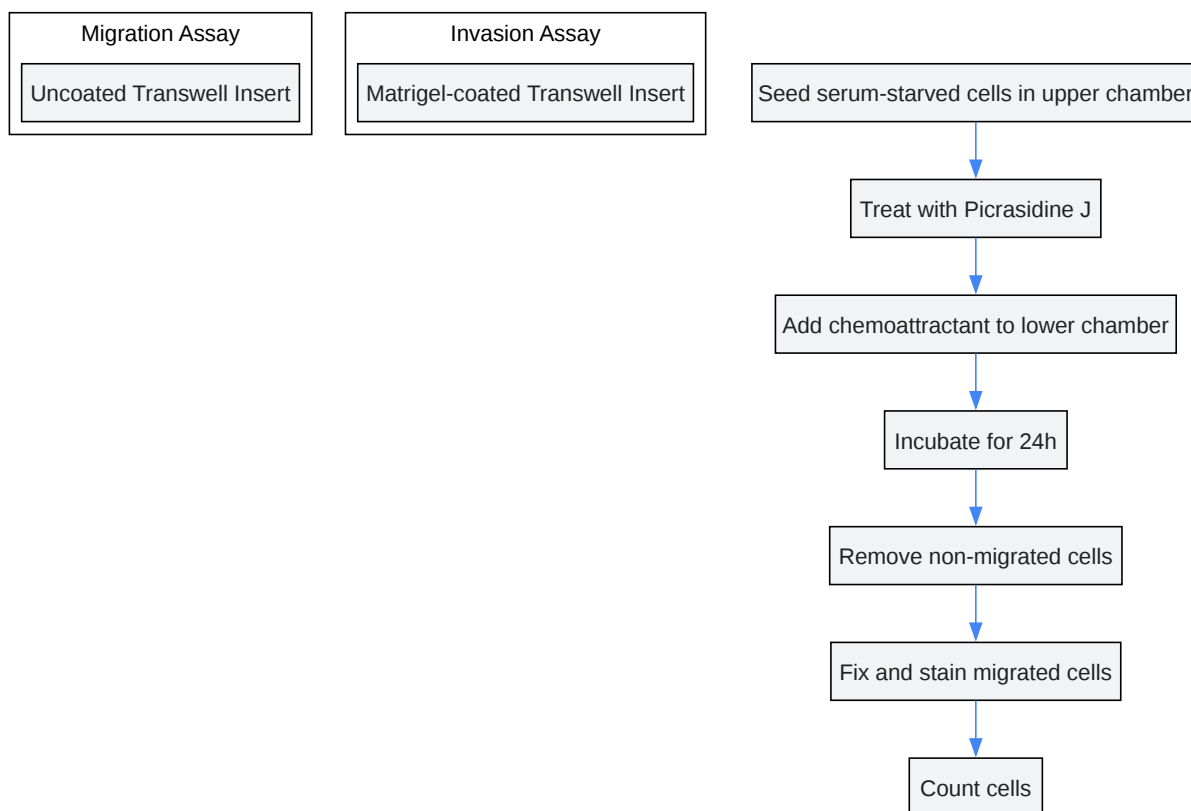 Migration Assay
Uncoated Transwell Insert
Invasion Assay
Matrigel-coated Transwell Insert
Seed serum-starved cells in upper chamber
Treat with Picrasidine J
Add chemoattractant to lower chamber
Incubate for 24h
Remove non-migrated cells
Fix and stain migrated cells
Count cells